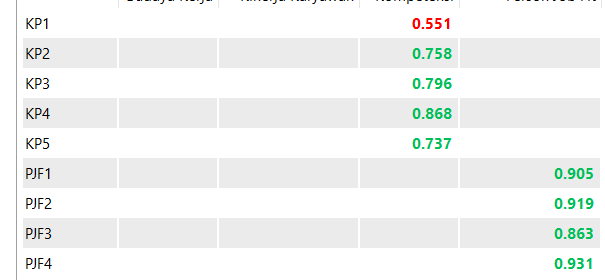 KP1 0.551
KP2 0.758
KP3 0.796
KP4 0.868
KP5 0.737
PJF1 0.905
PJF2 0.919
PJF3 0.863
PJF4 0.931